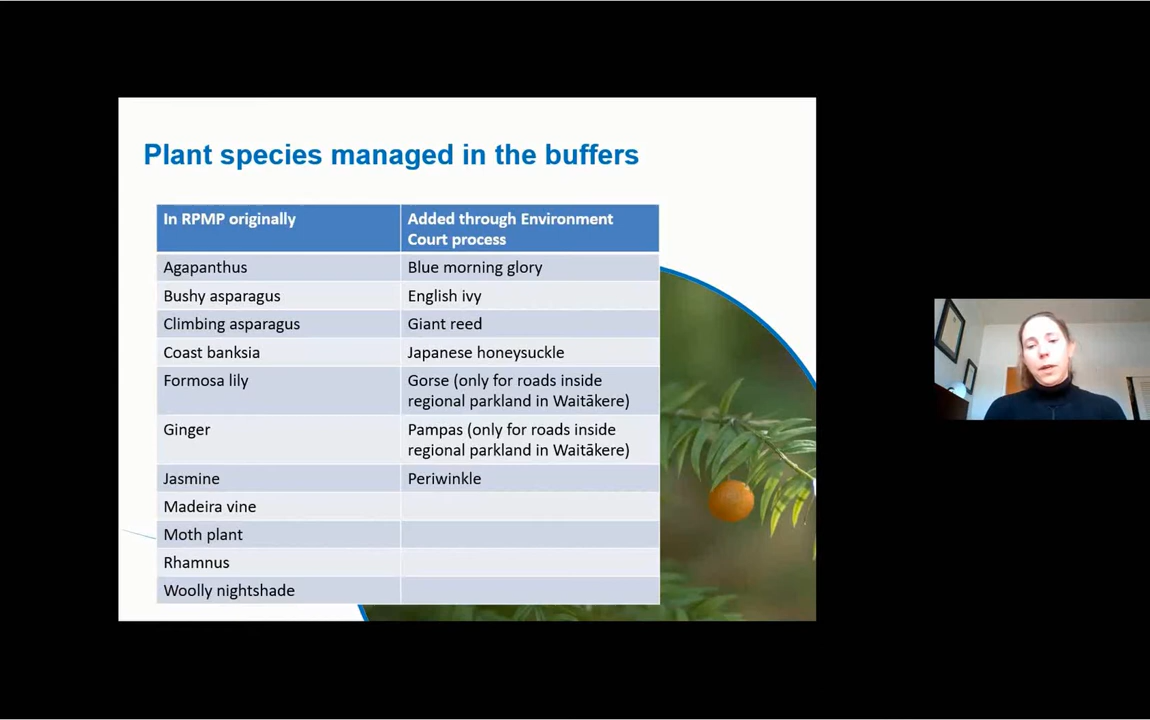 Plant species managed in the buffers
In RPMP originally
Added through Environment
Court process
Agapanthus
Blue morning glory
Bushy asparagus
English ivy
Climbing asparagus
Giant reed
Coast banksia
Japanese honeysuckle
Formosa lily
Gorse (only for roads inside
regional parkland in Waitākere)
Ginger
Pampas (only for roads inside
regional parkland in Waitākere)
Jasmine
Periwinkle
Madeira vine
Moth plant
Rhamnus
Woolly nightshade